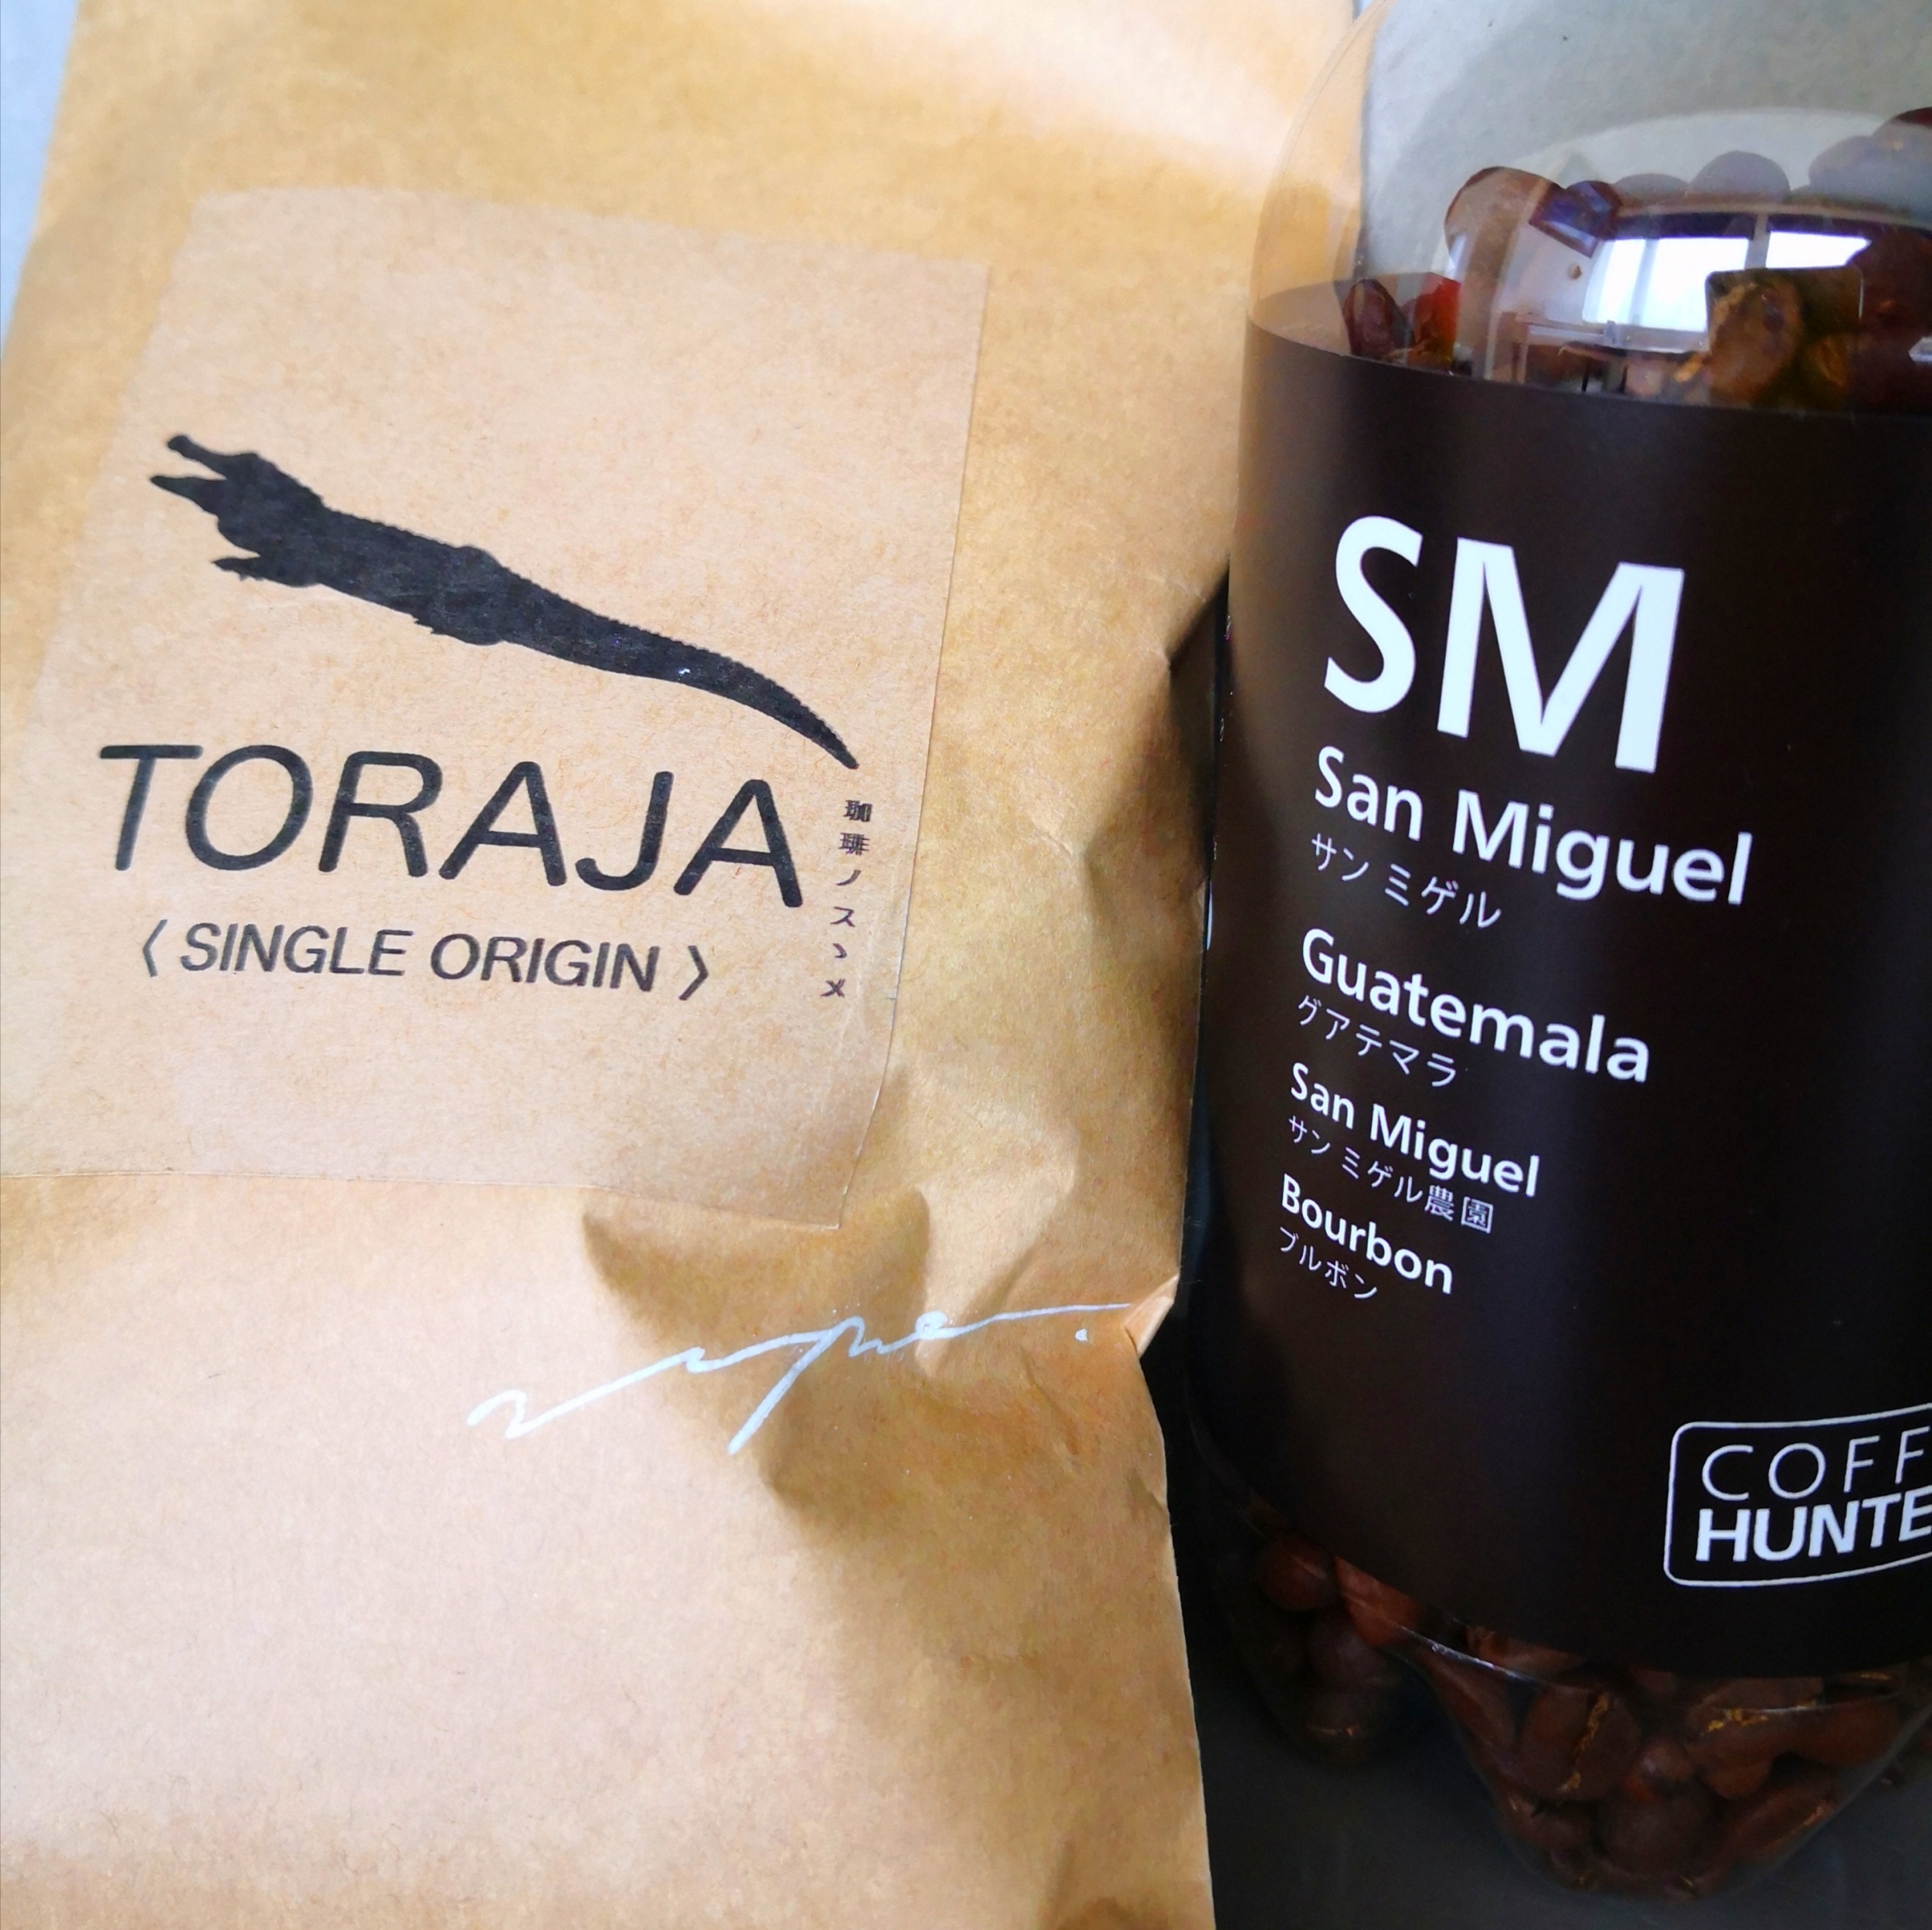 TORAJA
〈 SINGLE ORIGIN 〉
珈琲ノスヽメ
SM
San Miguel
サン ミゲル
Guatemala
グアテマラ
San Miguel
サン ミゲル農園
Bourbon
ブルボン
COFF
HUNTE